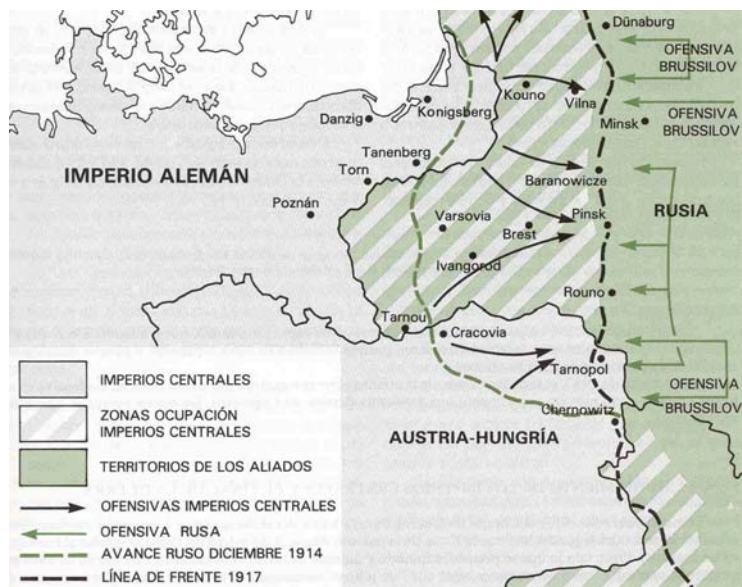 Dünaburg
OFENSIVA
BRUSSILOV
Kouno
Vilna
OFENSIVA
BRUSSILOV
Danzig
Konigsberg
Minsk
Tanenberg
IMPERIO ALEMÁN
Torn
Baranowicze
Poznán
Varsovia
Brest
Pinsk
RUSIA
Ivangorod
Rouno
Tarnou
Cracovia
Tarnopol
OFENSIVA
BRUSSILOV
Chernowitz
AUSTRIA-HUNGRÍA
IMPERIOS CENTRALES
ZONAS OCUPACIÓN
IMPERIOS CENTRALES
TERRITORIOS DE LOS ALIADOS
OFENSIVAS IMPERIOS CENTRALES
OFENSIVA RUSA
AVANCE RUSO DICIEMBRE 1914
LÍNEA DE FRENTE 1917